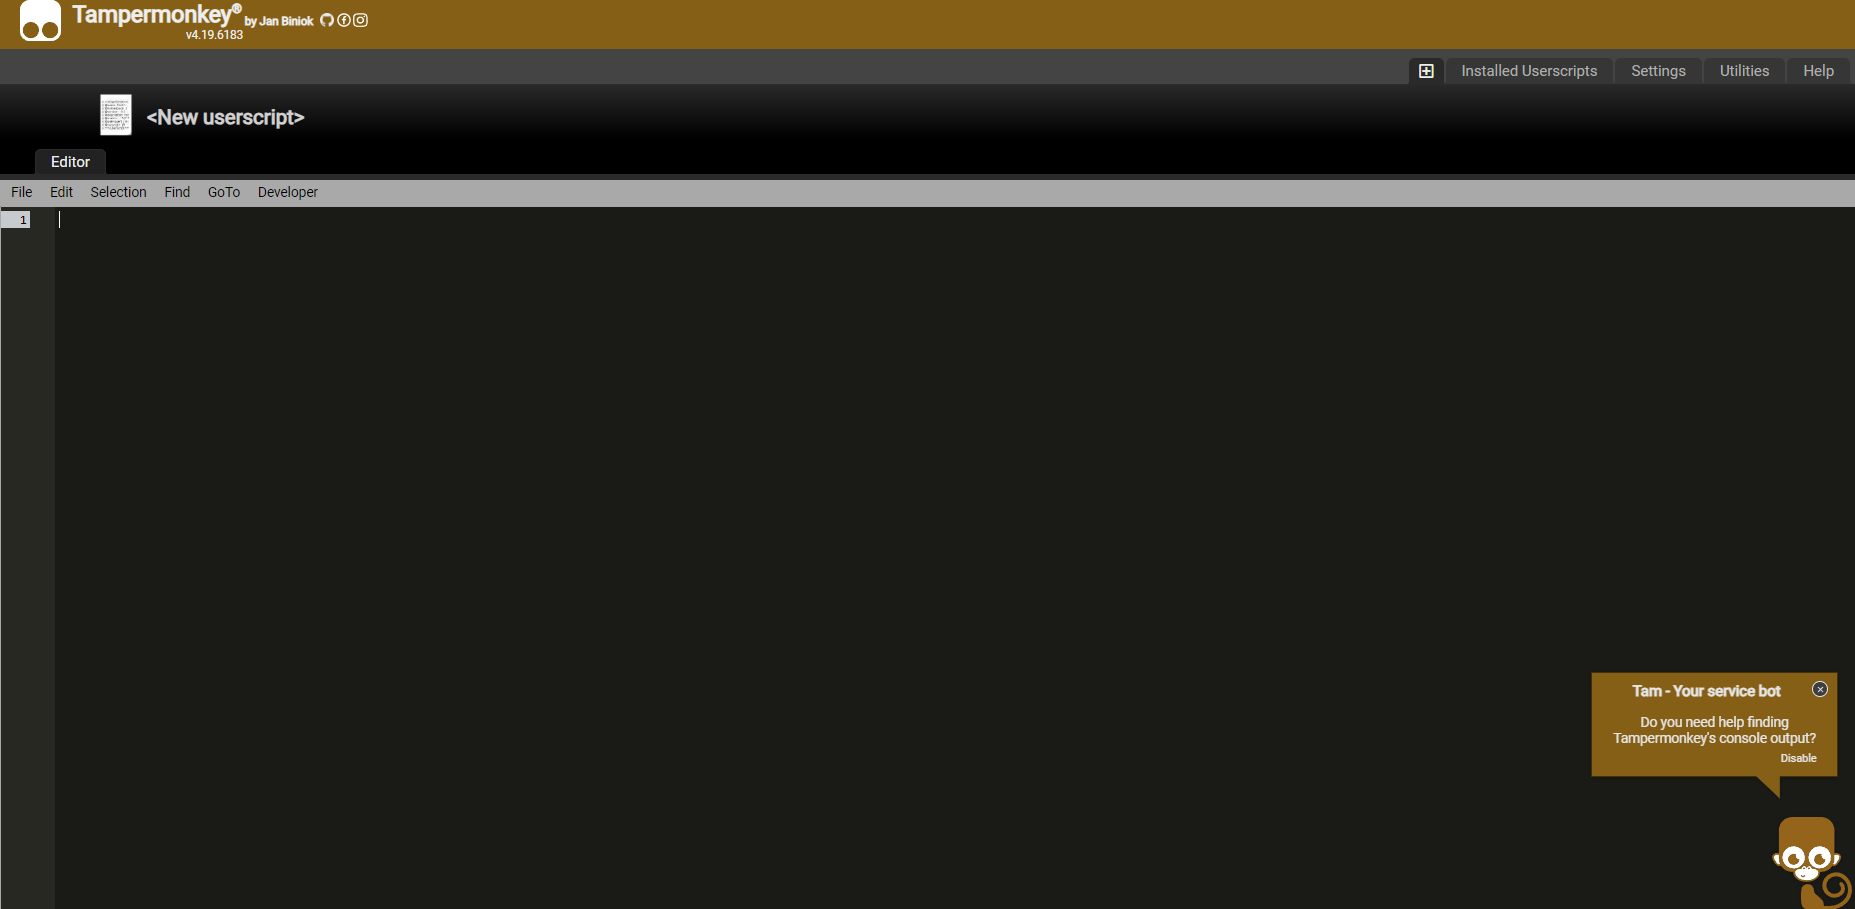 Tampermonkey® by Jan Biniok
v4.19.6183
Installed Userscripts Settings Utilities Help
<New userscript>
Editor
File Edit Selection Find GoTo Developer
1
Tam - Your service bot
Do you need help finding
Tampermonkey's console output?
Disable